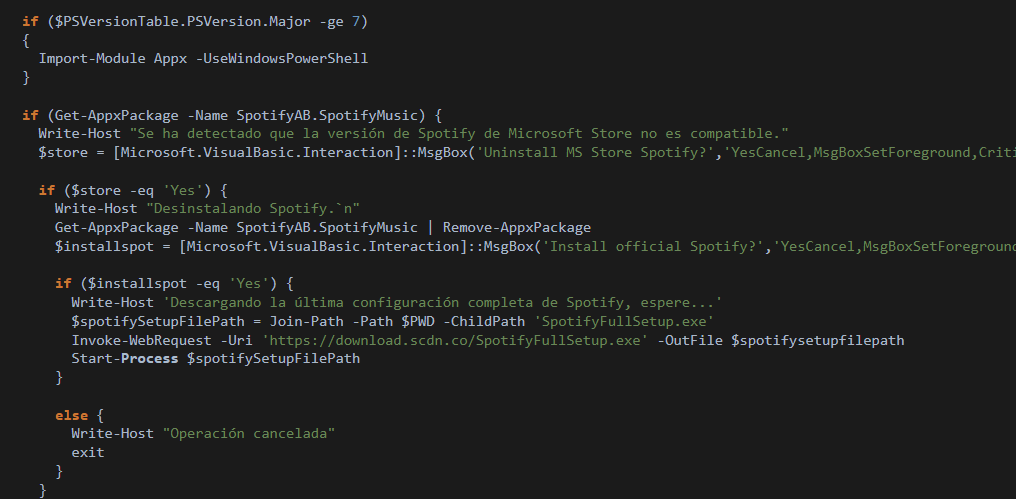 if ($PSVersionTable.PSVersion.Major -ge 7)
{
Import-Module Appx -UseWindowsPowerShell
}
if (Get-AppxPackage -Name SpotifyAB.SpotifyMusic) {
Write-Host "Se ha detectado que la versión de Spotify de Microsoft Store no es compatible."
$store = [Microsoft.VisualBasic.Interaction]::MsgBox('Uninstall MS Store Spotify?','YesCancel,MsgBoxSetForeground,Criti
if ($store -eq 'Yes') {
Write-Host "Desinstalando Spotify.`n"
Get-AppxPackage -Name SpotifyAB.SpotifyMusic | Remove-AppxPackage
$installspot = [Microsoft.VisualBasic.Interaction]::MsgBox('Install official Spotify?','YesCancel,MsgBoxSetForeground
if ($installspot -eq 'Yes') {
Write-Host 'Descargando la última configuración completa de Spotify, espere...'
$spotifySetupFilePath = Join-Path -Path $PWD -ChildPath 'SpotifyFullSetup.exe'
Invoke-WebRequest -Uri 'https://download.scdn.co/SpotifyFullSetup.exe' -OutFile $spotifysetupfilepath
Start-Process $spotifySetupFilePath
}
else {
Write-Host "Operación cancelada"
exit
}
}